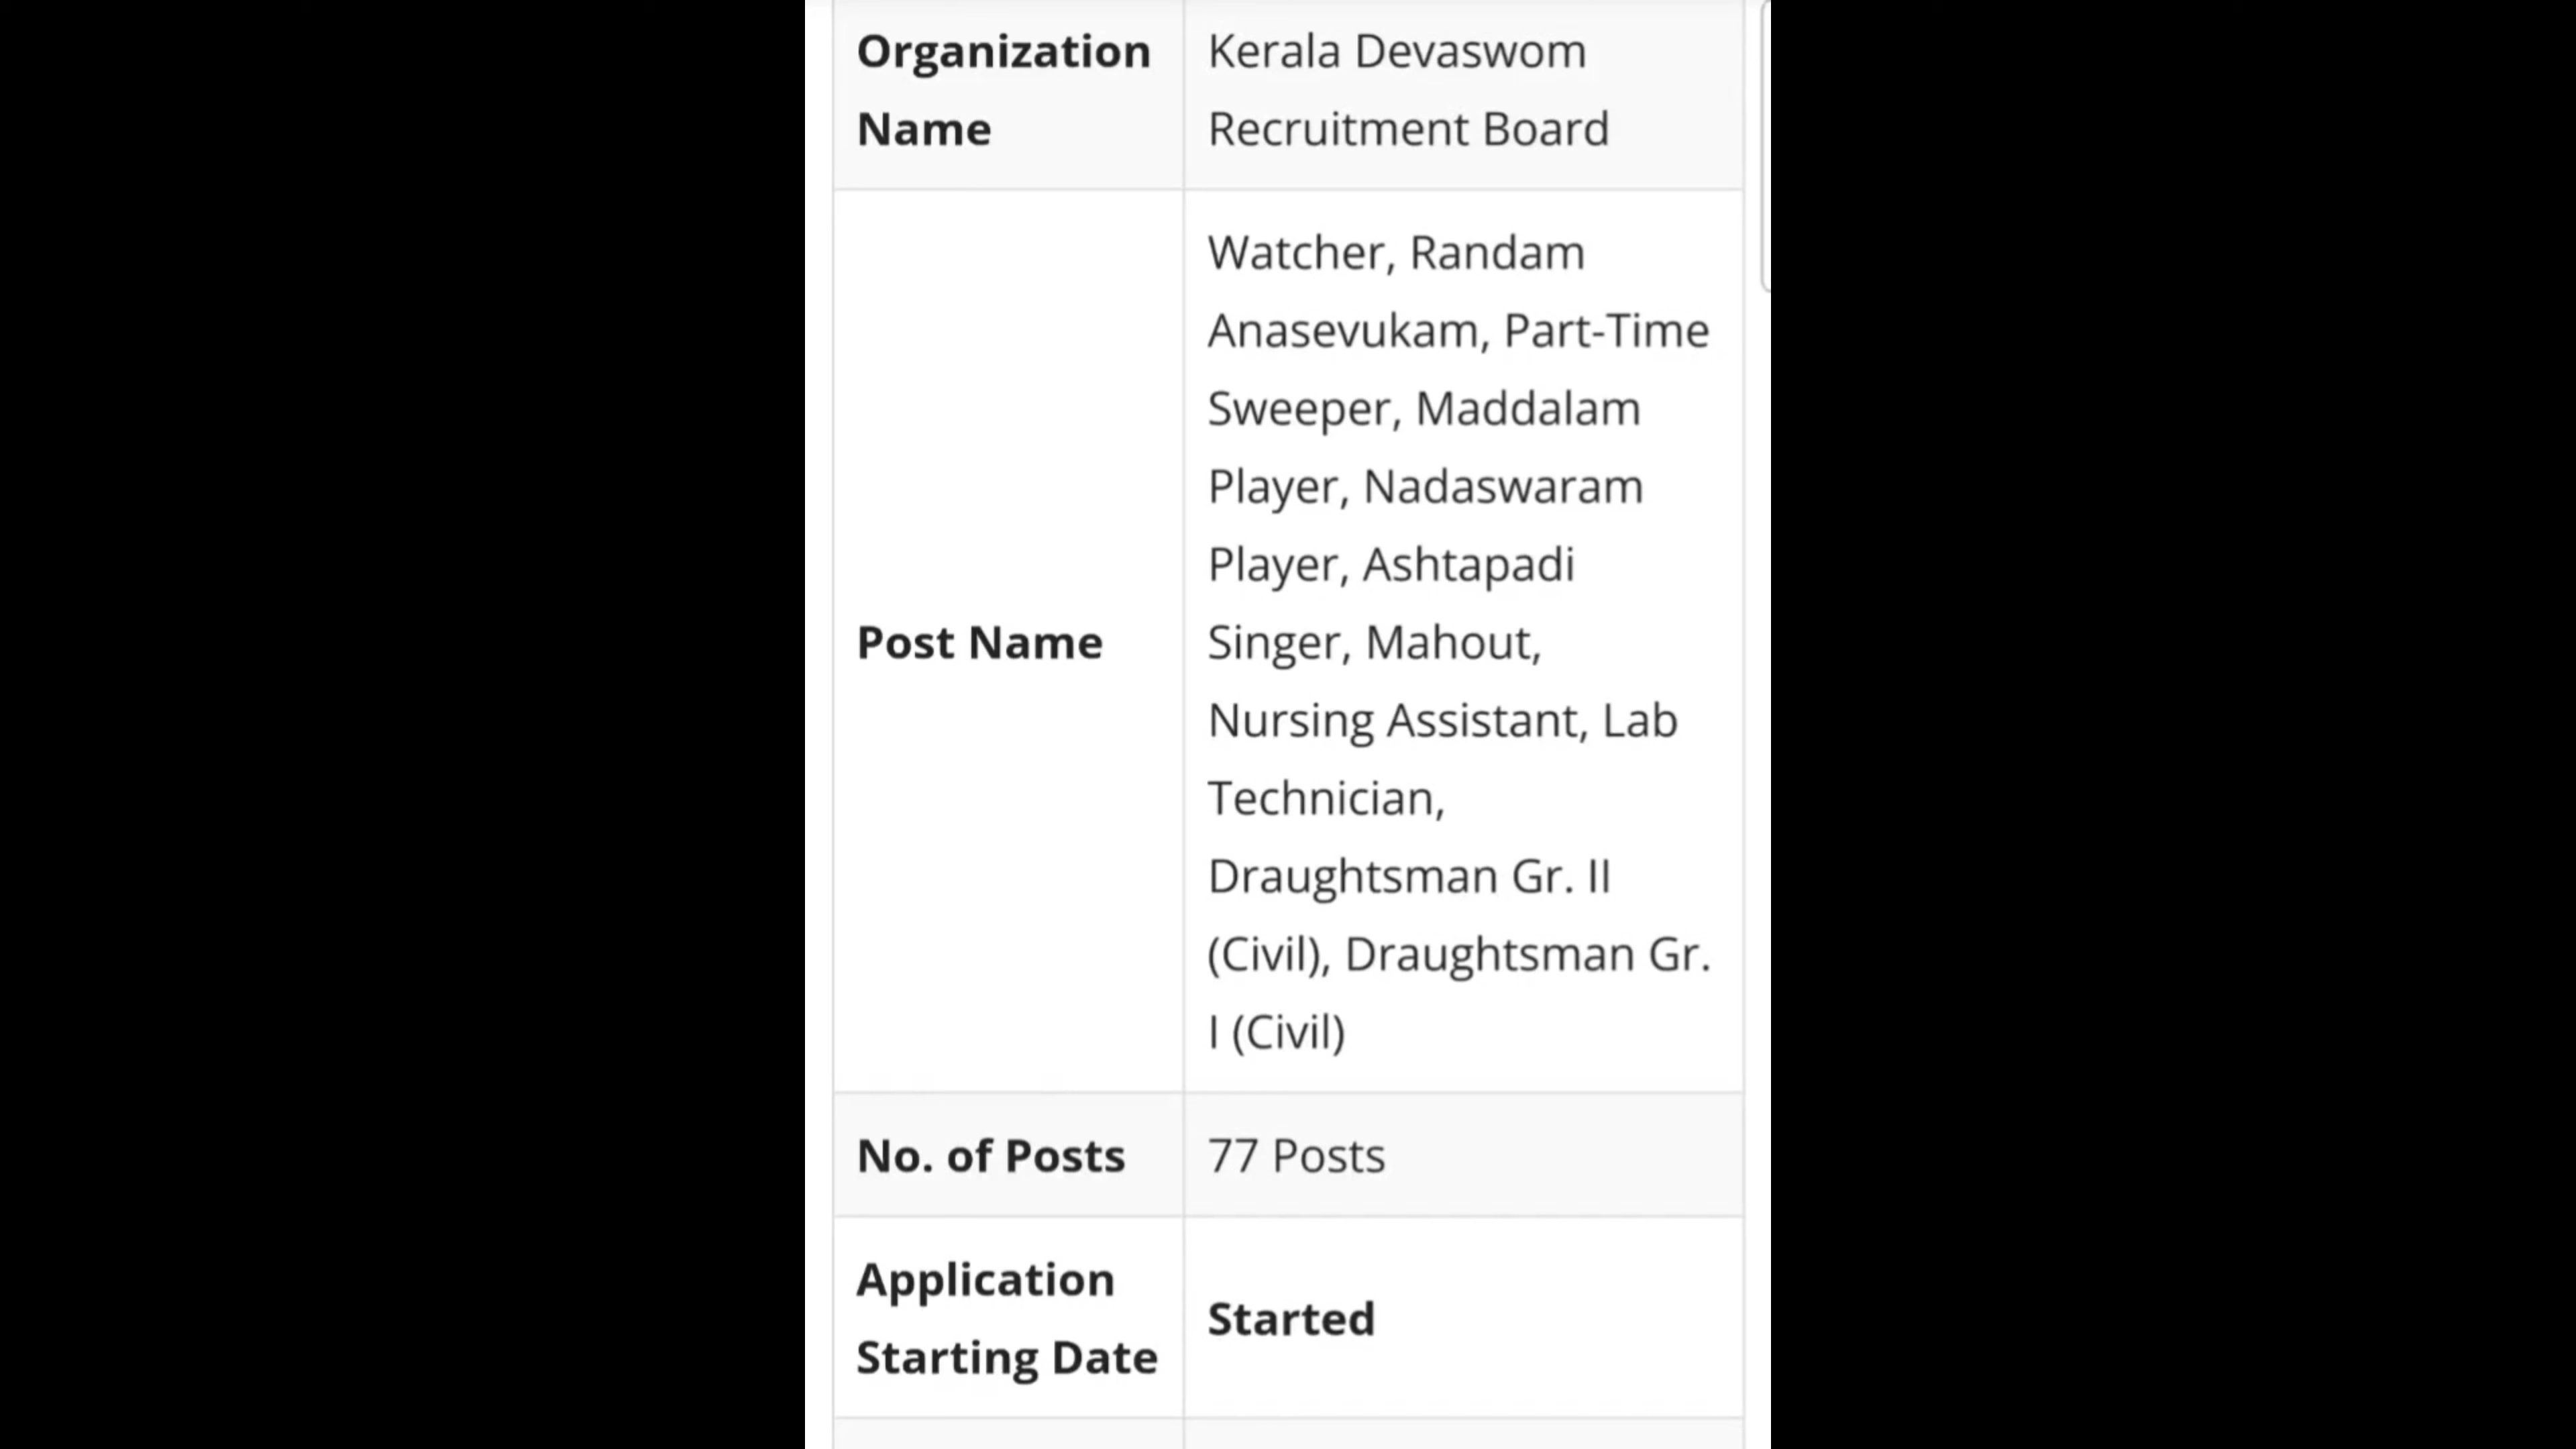 Organization
Name
Kerala Devaswom
Recruitment Board
Post Name
Watcher, Randam
Anasevukam, Part-Time
Sweeper, Maddalam
Player, Nadaswaram
Player, Ashtapadi
Singer, Mahout,
Nursing Assistant, Lab
Technician,
Draughtsman Gr. II
(Civil), Draughtsman Gr.
I (Civil)
No. of Posts
77 Posts
Application
Starting Date
Started